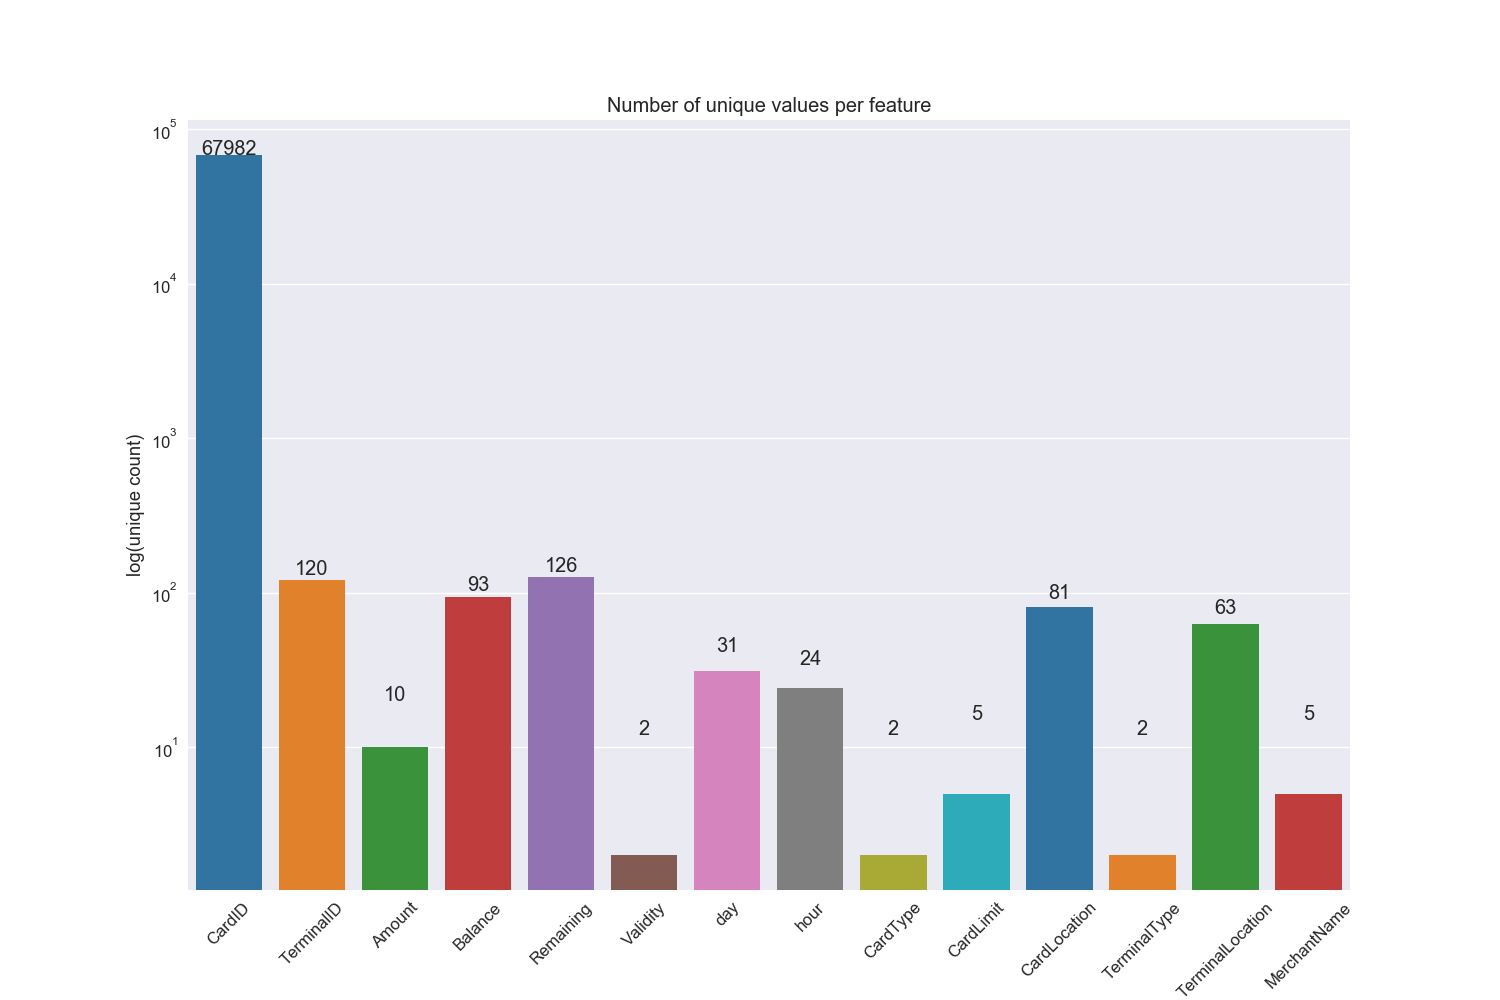 Number of unique values per feature
log(unique count)
10^5
10^4
10^3
10^2
10^1
67982
120
10
93
126
2
31
24
2
5
81
2
63
5
CardID
TerminalID
Amount
Balance
Remaining
Validity
day
hour
CardType
CardLimit
CardLocation
TerminalType
TerminalLocation
MerchantName